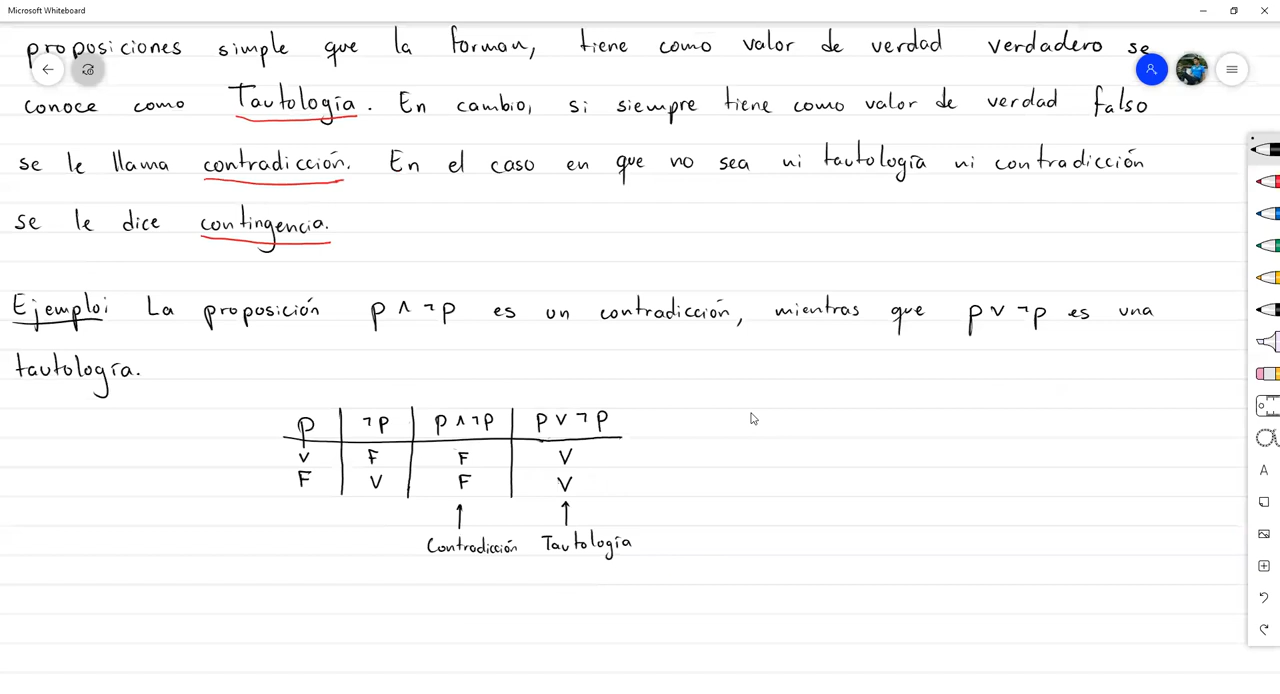 Microsoft Whiteboard
proposiciones simple que la forman, tiene como valor de verdad verdadero se
conoce como Tautología. En cambio, si siempre tiene como valor de verdad falso
se le llama contradicción. En el caso en que no sea ni tautología ni contradicción
se le dice contingencia.
Ejemplo: La proposición p ∧ ¬p es un contradicción, mientras que p ∨ ¬p es una
tautología.
p ¬p p ∧ ¬p p ∨ ¬p
V F F V
F V F V
↑ ↑
Contradicción Tautología
A